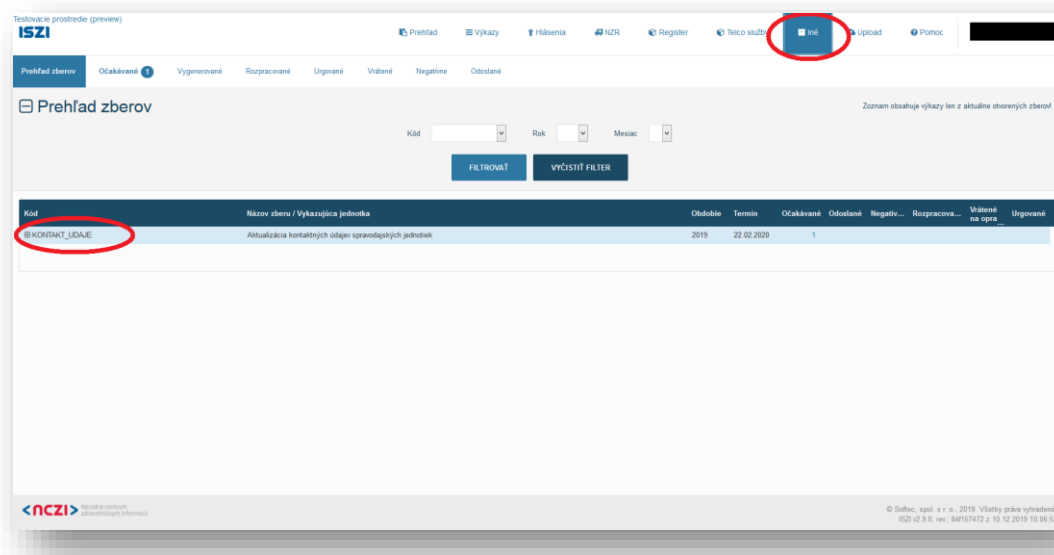 Testovacie prostredie (preview)
ISZI
Prehľad
Výkazy
Hlásenia
NZR
Register
Telco služby
Iné
Upload
Pomoc
Prehľad zberov
Očakávané 1
Vygenerované
Rozpracované
Urgované
Vrátené
Negatívne
Odoslané
Prehľad zberov
Zoznam obsahuje výkazy len z aktuálne otvorených zberov!
Kód
Rok
Mesiac
FILTROVAŤ
VYČISTIŤ FILTER
Kód Názov zberu / Vykazujúca jednotka Obdobie Termín Očakávané Odoslané Negatív... Rozpracova... Vrátené na opra ... Urgované
KONTAKT_UDAJE Aktualizácia kontaktných údajev spravodajských jednotiek 2019 22.02.2020 1
<nczi>
Národné centrum
zdravotníckych informácií
© Softec, spol. s r. o., 2019. Všetky práva vyhradené
ISZI v2.9.0, rev.: 84f157472 z 10.12.2019 10:06:5